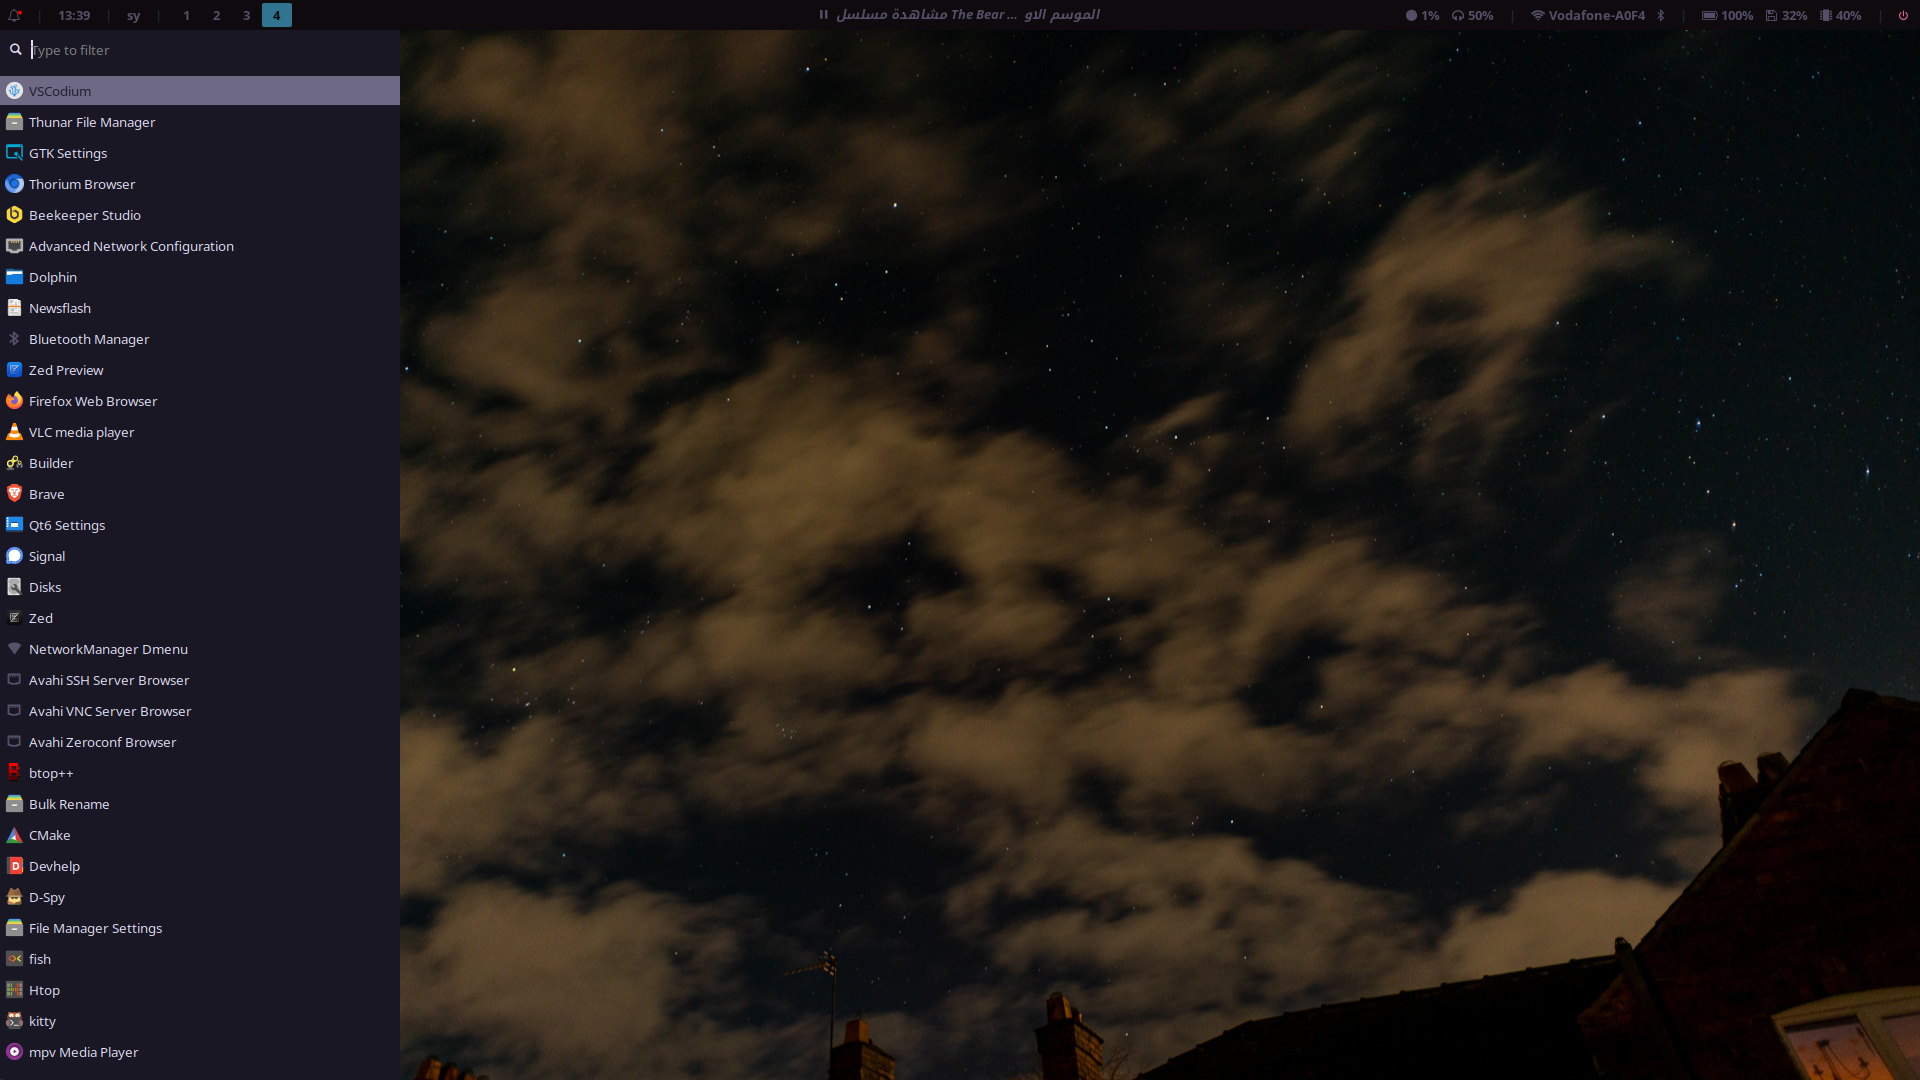 13:39 | sy | 1 2 3 4
مشاهدة مسلسل The Bear ... الموسم الاو
1% 50% | Vodafone-A0F4 | 100% 32% 40% |
Type to filter
VSCodium
Thunar File Manager
GTK Settings
Thorium Browser
Beekeeper Studio
Advanced Network Configuration
Dolphin
Newsflash
Bluetooth Manager
Zed Preview
Firefox Web Browser
VLC media player
Builder
Brave
Qt6 Settings
Signal
Disks
Zed
NetworkManager Dmenu
Avahi SSH Server Browser
Avahi VNC Server Browser
Avahi Zeroconf Browser
btop++
Bulk Rename
CMake
Devhelp
D-Spy
File Manager Settings
fish
Htop
kitty
mpv Media Player